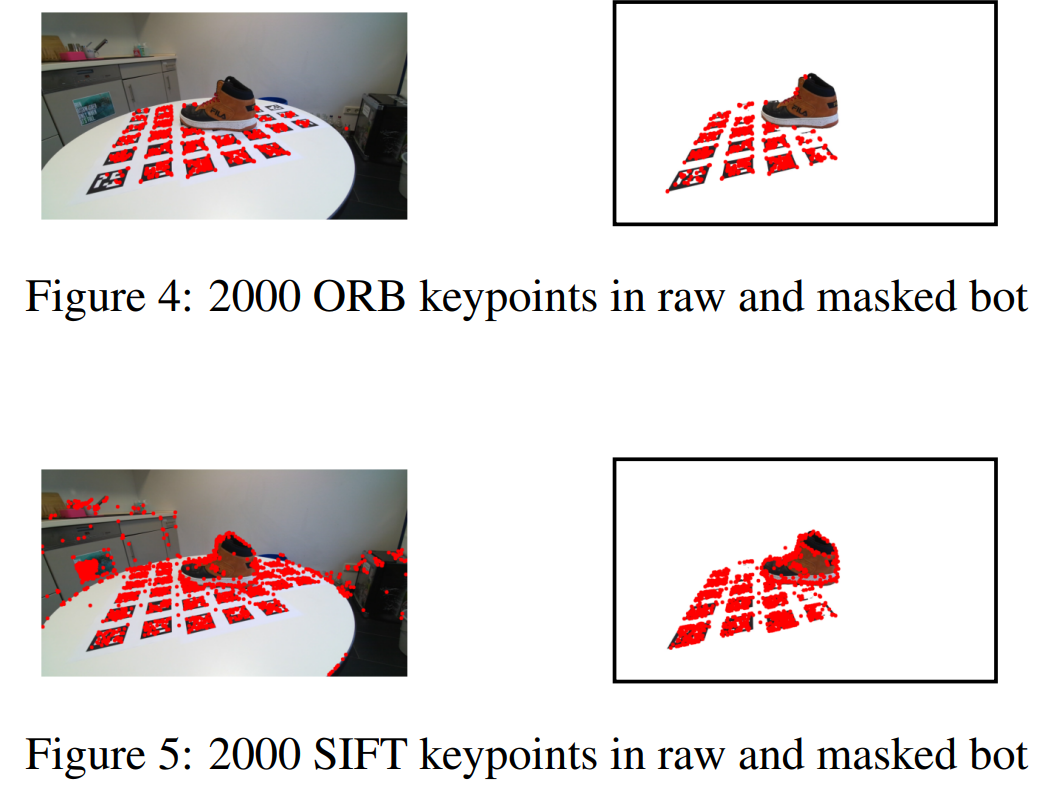 FILA
Figure 4: 2000 ORB keypoints in raw and masked bot
Figure 5: 2000 SIFT keypoints in raw and masked bot